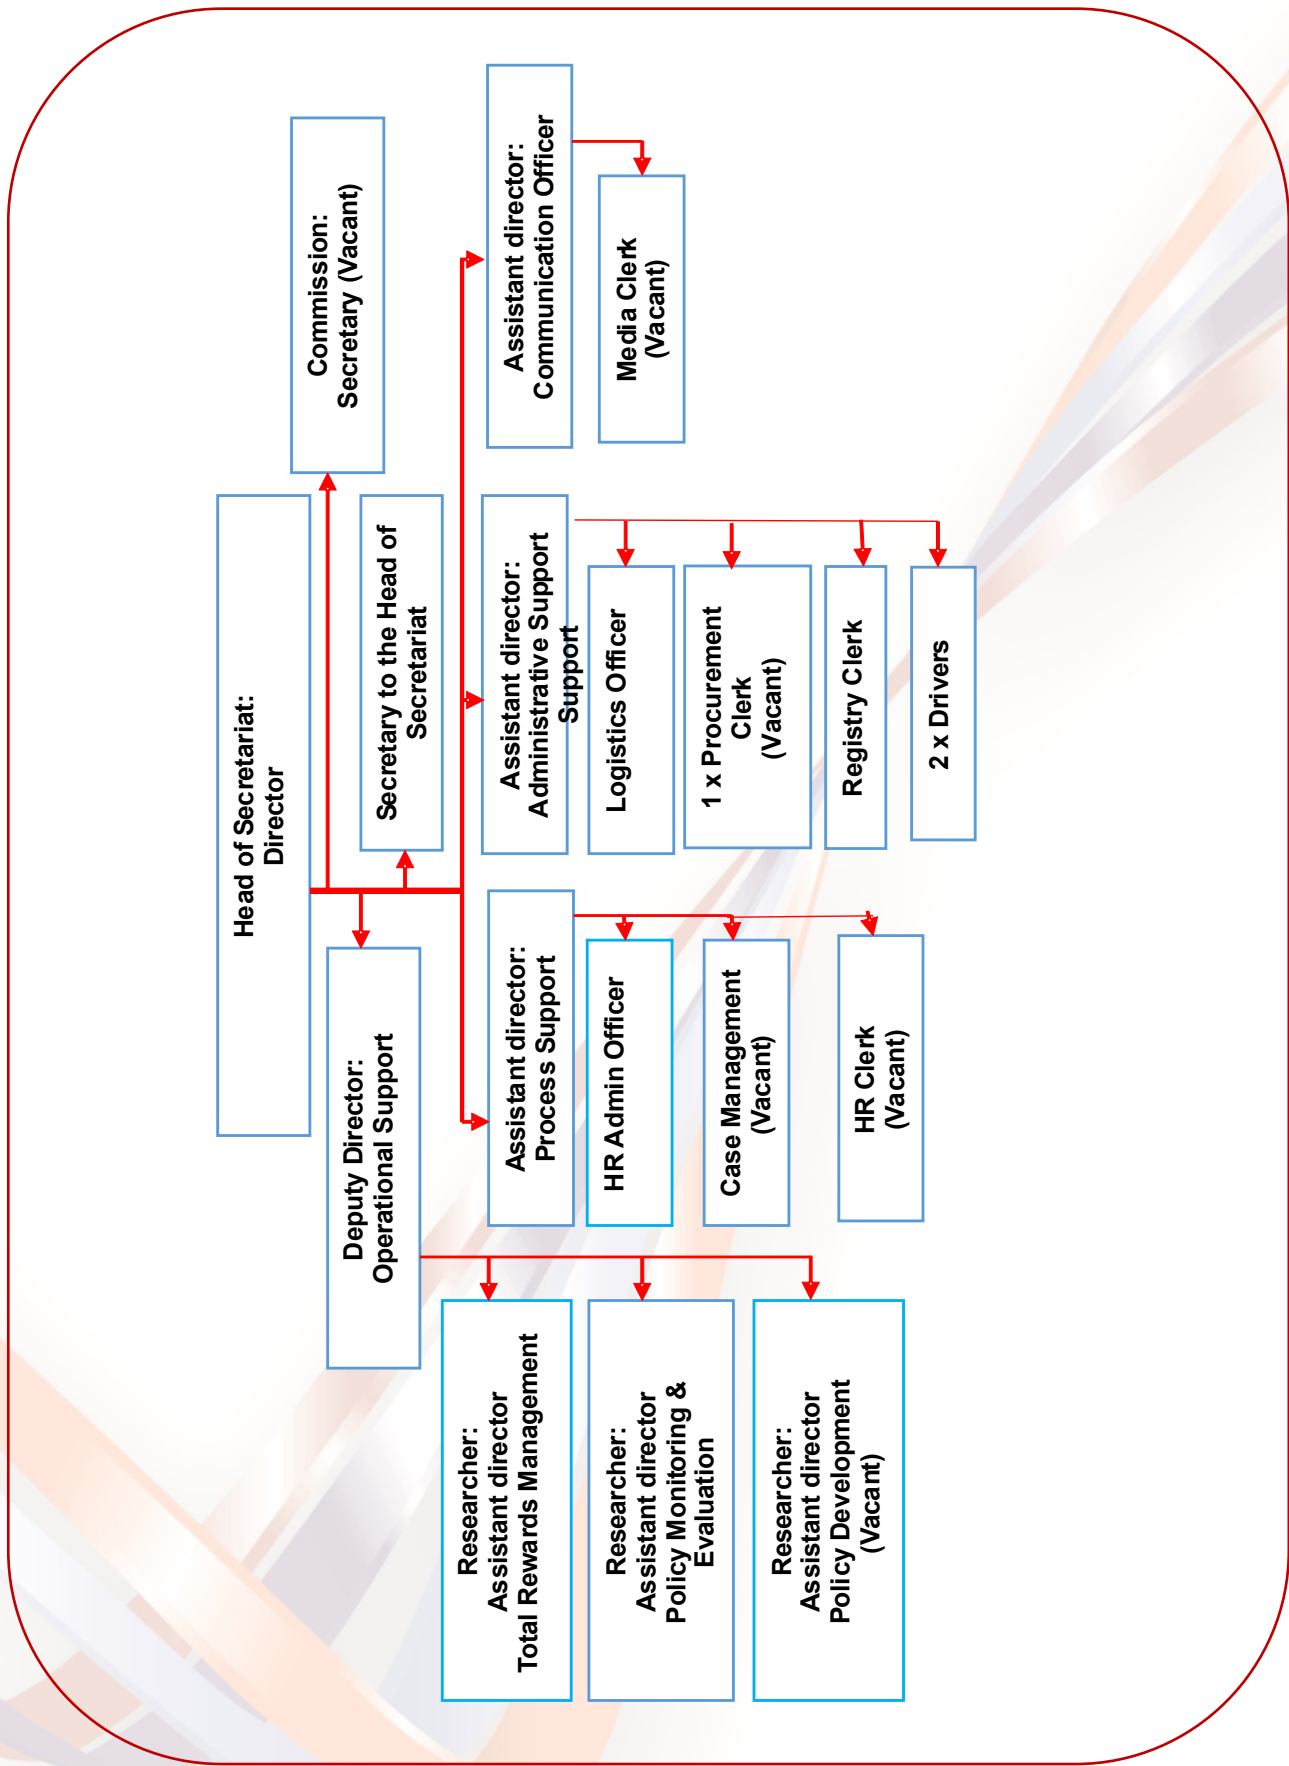 Head of Secretariat:
Director
Commission:
Secretary (Vacant)
Deputy Director:
Operational Support
Secretary to the Head of
Secretariat
Researcher:
Assistant director
Total Rewards Management
Researcher:
Assistant director
Policy Monitoring &
Evaluation
Researcher:
Assistant director
Policy Development
(Vacant)
Assistant director:
Process Support
HR Admin Officer
Case Management
(Vacant)
HR Clerk
(Vacant)
Assistant director:
Administrative Support
Support
Logistics Officer
1 x Procurement
Clerk
(Vacant)
Registry Clerk
2 x Drivers
Assistant director:
Communication Officer
Media Clerk
(Vacant)